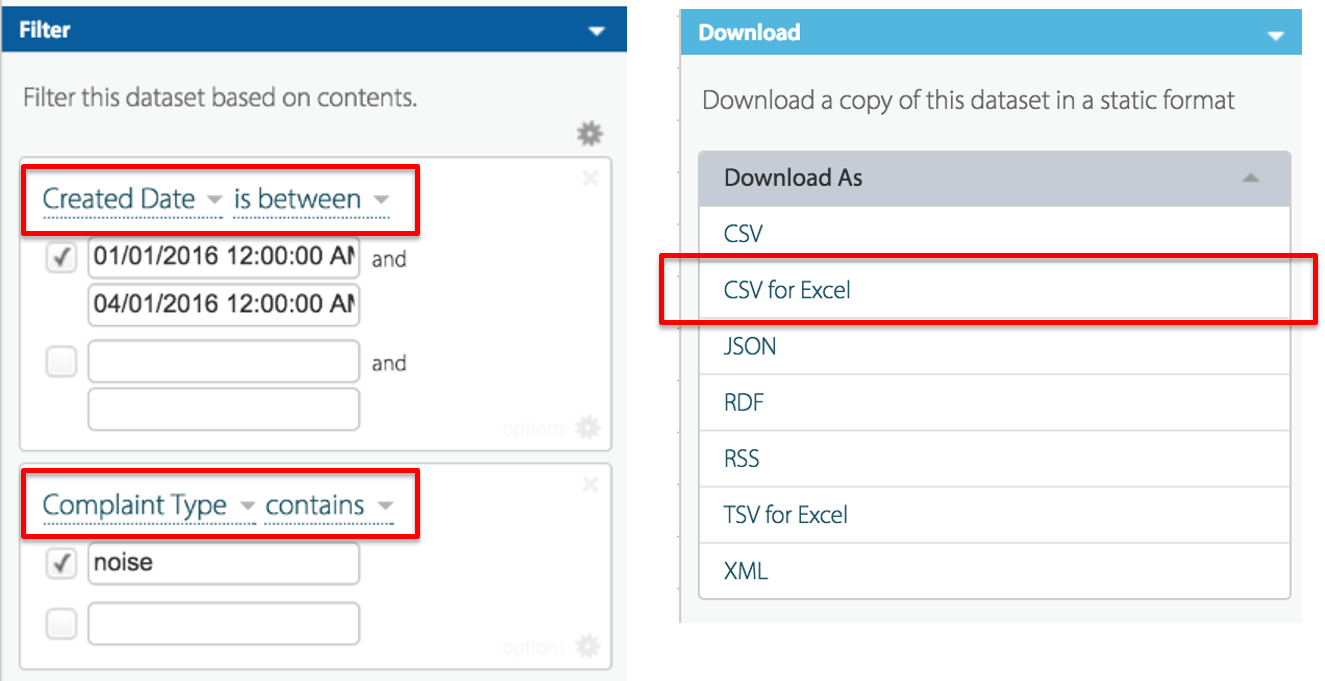 Filter
Filter this dataset based on contents.
Created Date is between
01/01/2016 12:00:00 AM and
04/01/2016 12:00:00 AM
and
options
Complaint Type contains
noise
options
Download
Download a copy of this dataset in a static format
Download As
CSV
CSV for Excel
JSON
RDF
RSS
TSV for Excel
XML